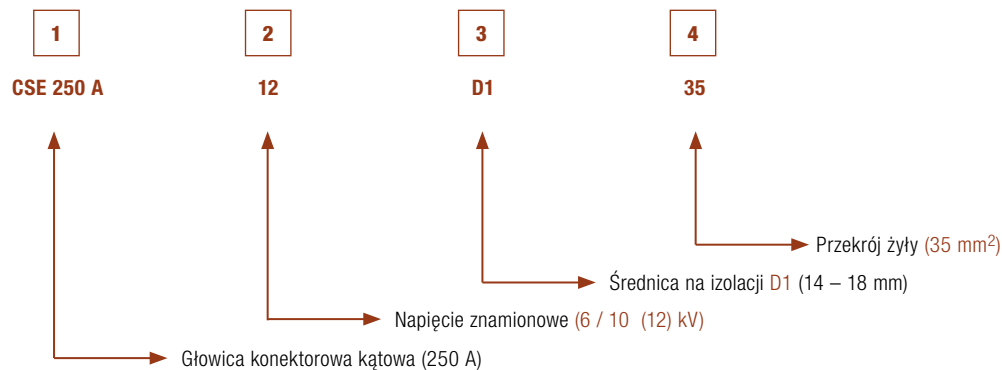 1 2 3 4
CSE 250 A 12 D1 35
Przekrój żyły (35 mm²)
Średnica na izolacji D1 (14 – 18 mm)
Napięcie znamionowe (6 / 10 (12) kV)
Głowica konektorowa kątowa (250 A)